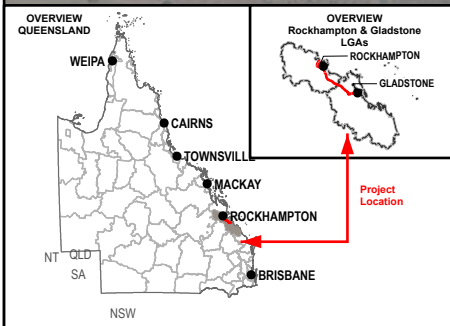 OVERVIEW
QUEENSLAND
WEIPA
CAIRNS
TOWNSVILLE
MACKAY
ROCKHAMPTON
BRISBANE
NT QLD
SA
NSW
OVERVIEW
Rockhampton & Gladstone
LGAs
ROCKHAMPTON
GLADSTONE
Project
Location